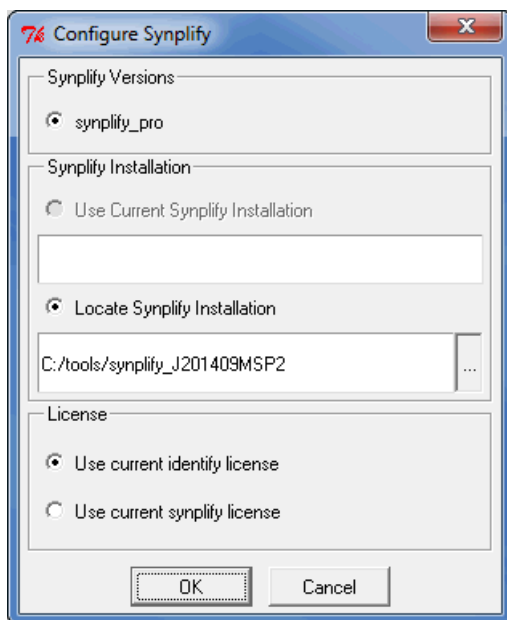 Configure Synplify
Synplify Versions
synplify_pro
Synplify Installation
Use Current Synplify Installation
Locate Synplify Installation
C:/tools/synplify_J201409MSP2
...
License
Use current identify license
Use current synplify license
OK
Cancel